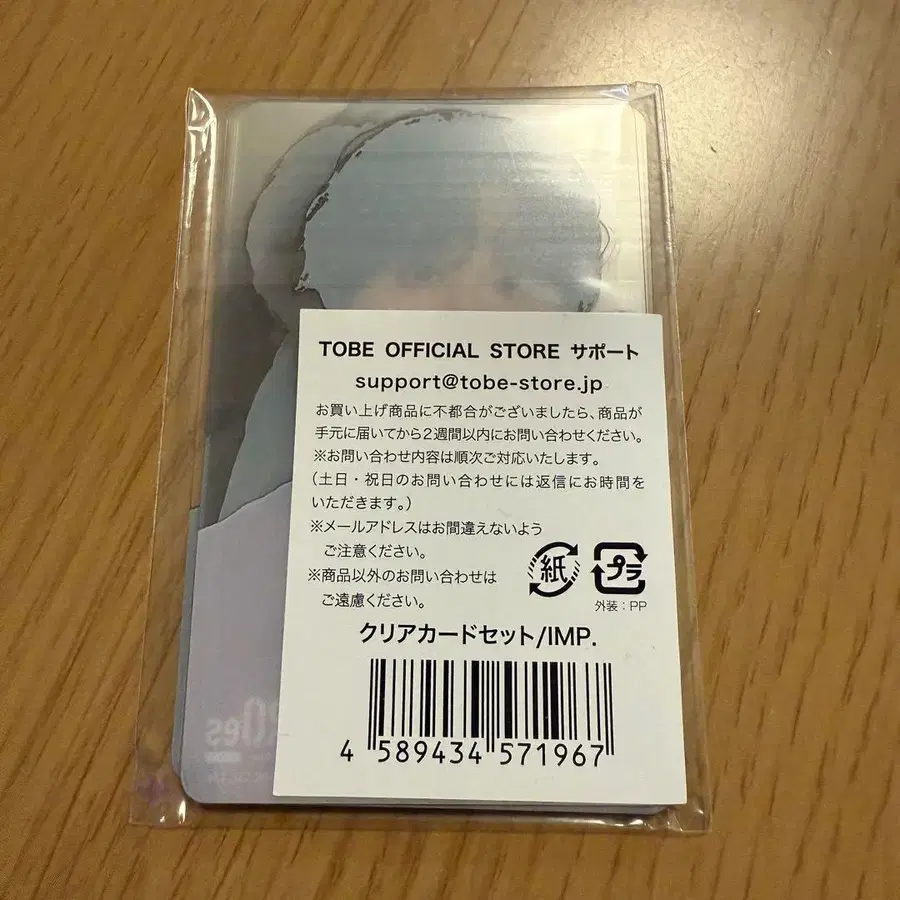 TOBE OFFICIAL STORE サポート
support@tobe-store.jp
お買い上げ商品に不都合がございましたら、商品が
手元に届いてから2週間以内にお問い合わせください。
※お問い合わせ内容は順次ご対応いたします。
（土日・祝日のお問い合わせには返信にお時間を
いただきます。）
※メールアドレスはお間違えないよう
ご注意ください。
※商品以外のお問い合わせは
ご遠慮ください。
紙
プラ
外装：PP
クリアカードセット/IMP.
4 589434 571967